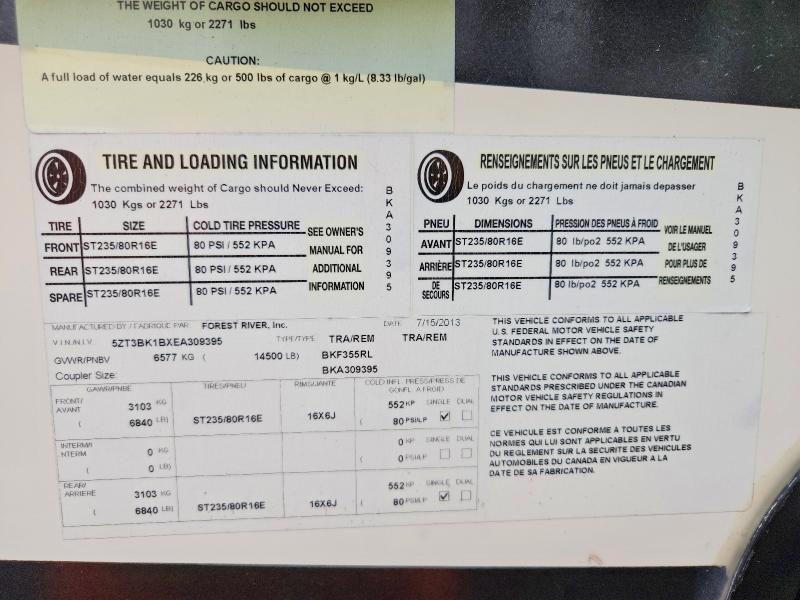 THE WEIGHT OF CARGO SHOULD NOT EXCEED
1030 kg or 2271 lbs
CAUTION:
A full load of water equals 226 kg or 500 lbs of cargo @ 1 kg/L (8.33 lb/gal)
TIRE AND LOADING INFORMATION
The combined weight of Cargo should Never Exceed:
1030 Kgs or 2271 Lbs
TIRE SIZE COLD TIRE PRESSURE
FRONT ST235/80R16E 80 PSI / 552 KPA
REAR ST235/80R16E 80 PSI / 552 KPA
SPARE ST235/80R16E 80 PSI / 552 KPA
SEE OWNER'S
MANUAL FOR
ADDITIONAL
INFORMATION
BKA309395
RENSEIGNEMENTS SUR LES PNEUS ET LE CHARGEMENT
Le poids du chargement ne doit jamais depasser
1030 Kgs or 2271 Lbs
PNEU DIMENSIONS PRESSION DES PNEUS À FROID
AVANT ST235/80R16E 80 lb/po2 552 KPA
ARRIÈRE ST235/80R16E 80 lb/po2 552 KPA
DE SECOURS ST235/80R16E 80 lb/po2 552 KPA
VOIR LE MANUEL
DE L'USAGER
POUR PLUS DE
RENSEIGNEMENTS
BKA309395
MANUFACTURED BY / FABRIQUE PAR FOREST RIVER, Inc. DATE 7/15/2013
V.I.N./N.I.V. 5ZT3BK1BXEA309395 TYPE/TYPE TRA/REM TRA/REM
GVWR/PNBV 6577 KG ( 14500 LB) BKF355RL
Coupler Size: BKA309395
GAWR/PNBE TIRES/PNEU RIMS/JANTE COLD INFL. PRESS/PRESS DE
GONFL. A FROID)
FRONT/
AVANT 3103 KG ST235/80R16E 16X6J 552 KP SINGLE DUAL
( 6840 LB) ( 80 PSI/LP
INTERM/
INTERM 0 KG 0 KP SINGLE DUAL
( 0 LB) ( 0 PSI/LP
REAR/
ARRIERE 3103 KG ST235/80R16E 16X6J 552 KP SINGLE DUAL
( 6840 LB) ( 80 PSI/LP
THIS VEHICLE CONFORMS TO ALL APPLICABLE
U.S. FEDERAL MOTOR VEHICLE SAFETY
STANDARDS IN EFFECT ON THE DATE OF
MANUFACTURE SHOWN ABOVE.
THIS VEHICLE CONFORMS TO ALL APPLICABLE
STANDARDS PRESCRIBED UNDER THE CANADIAN
MOTOR VEHICLE SAFETY REGULATIONS IN
EFFECT ON THE DATE OF MANUFACTURE.
CE VEHICULE EST CONFORME A TOUTES LES
NORMES QUI LUI SONT APPLICABLES EN VERTU
DU REGLEMENT SUR LA SECURITE DES VEHICULES
AUTOMOBILES DU CANADA EN VIGUEUR A LA
DATE DE SA FABRICATION.